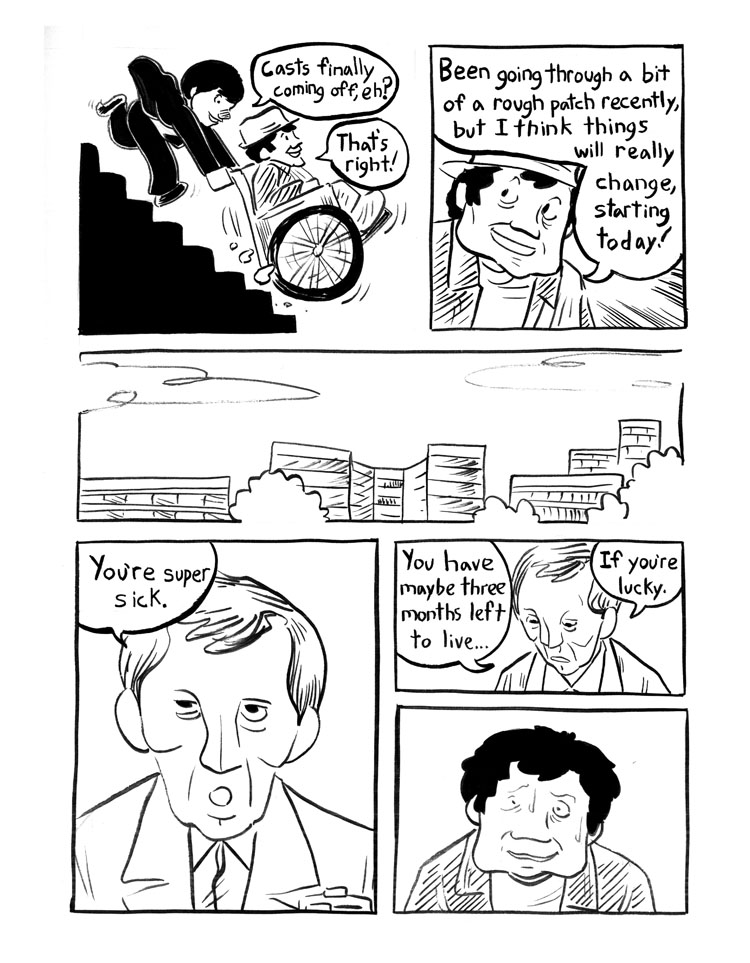 Casts finally
coming off, eh?
That's
right!
Been going through a bit
of a rough patch recently,
but I think things
will really
change,
starting
today!
You're super
sick.
You have
maybe three
months left
to live...
If you're
lucky.